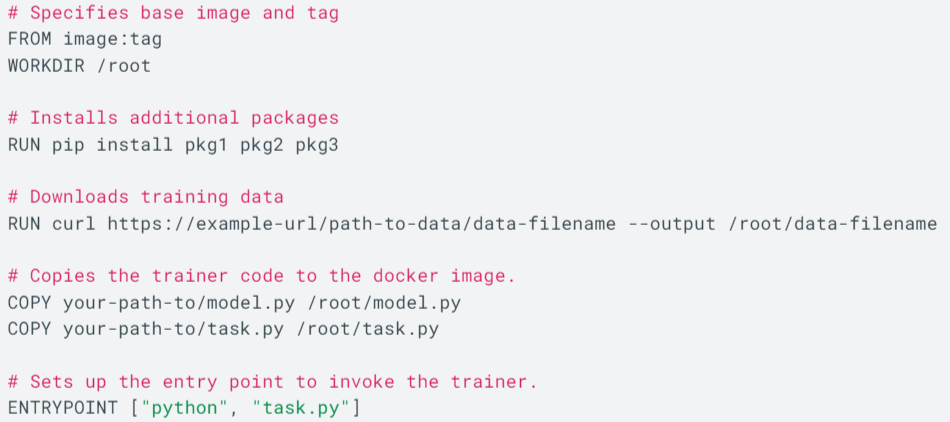 # Specifies base image and tag
FROM image:tag
WORKDIR /root
# Installs additional packages
RUN pip install pkg1 pkg2 pkg3
# Downloads training data
RUN curl https://example-url/path-to-data/data-filename --output /root/data-filename
# Copies the trainer code to the docker image.
COPY your-path-to/model.py /root/model.py
COPY your-path-to/task.py /root/task.py
# Sets up the entry point to invoke the trainer.
ENTRYPOINT ["python", "task.py"]